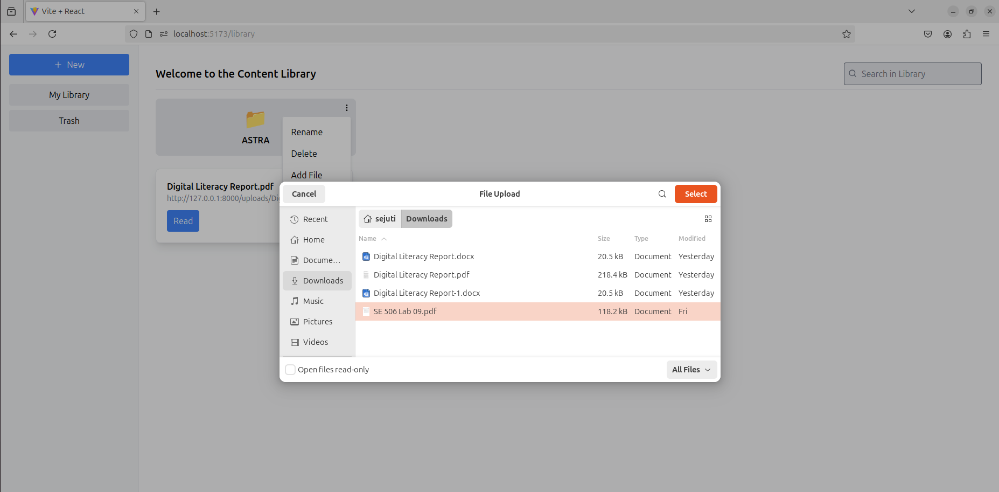 Vite + React
localhost:5173/library
New
My Library
Trash
Welcome to the Content Library
Search in Library
ASTRA
Rename
Delete
Add File
Digital Literacy Report.pdf
http://127.0.0.1:8000/uploads/Di
Read
Cancel
File Upload
Select
Recent
Home
Docume...
Downloads
Music
Pictures
Videos
sejuti Downloads
Name Size Type Modified
Digital Literacy Report.docx 20.5 kB Document Yesterday
Digital Literacy Report.pdf 218.4 kB Document Yesterday
Digital Literacy Report-1.docx 20.5 kB Document Yesterday
SE 506 Lab 09.pdf 118.2 kB Document Fri
Open files read-only
All Files